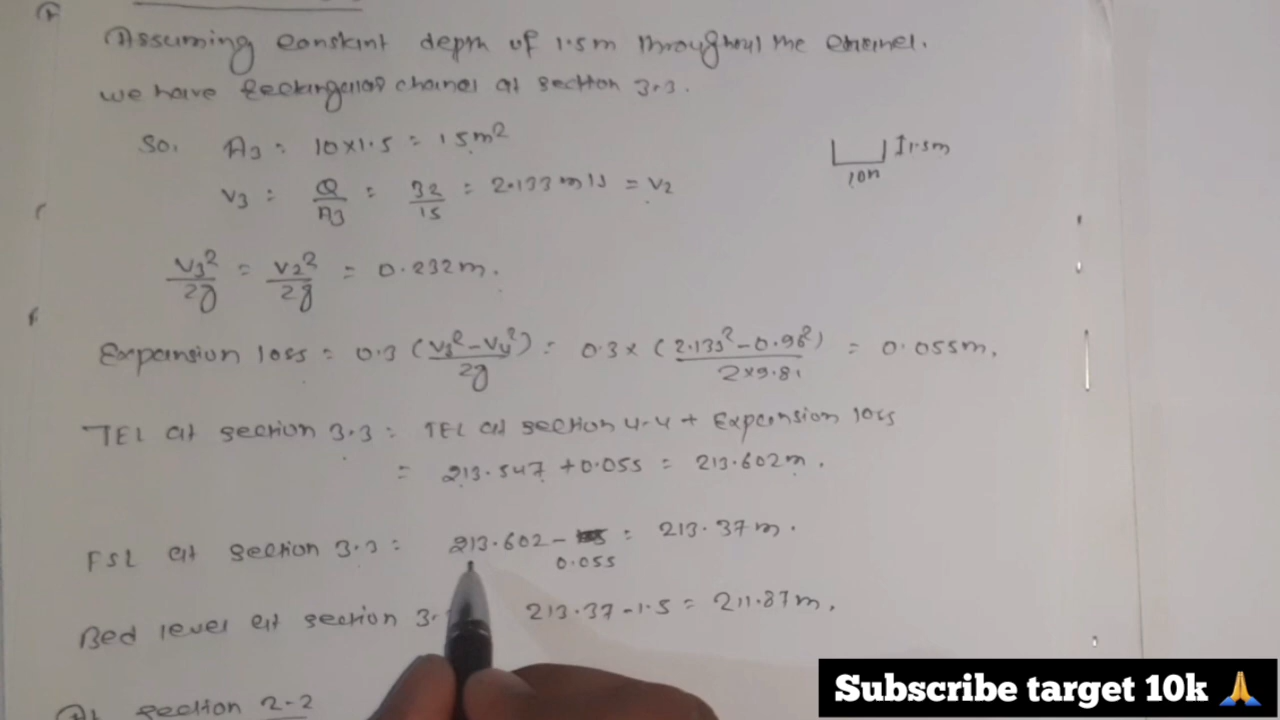 Assuming constant depth of 1.5m throughout the channel.
we have Rectangular channel at section 3.3.
So, A3 = 10×1.5 = 15m²
1.5m
10m
V3 = Q/A3 = 32/15 = 2.133m/s = V2
V3²/2g = V2²/2g = 0.232m.
Expansion loss = 0.3 (V3²-V4²)/2g = 0.3 × (2.133²-0.96²)/2×9.81 = 0.055m.
TEL at section 3.3 = TEL at section 4-4 + Expansion loss
= 213.547 + 0.055 = 213.602m.
FSL at section 3.3 = 213.602 - 0.055 = 213.37m.
Bed level at section 3. 213.37-1.5 = 211.87m.
At section 2-2
Subscribe target 10k 🙏